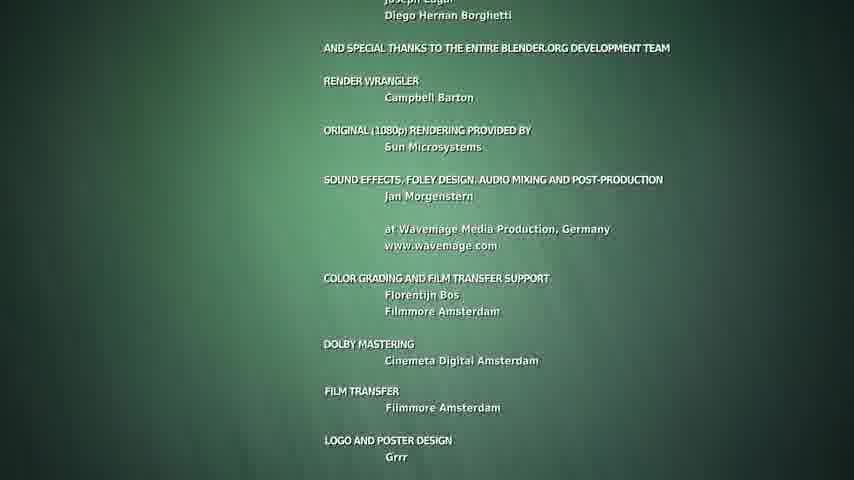 Diego Hernan Borghetti
AND SPECIAL THANKS TO THE ENTIRE BLENDER.ORG DEVELOPMENT TEAM
RENDER WRANGLER
Campbell Barton
ORIGINAL (1080p) RENDERING PROVIDED BY
Sun Microsystems
SOUND EFFECTS, FOLEY DESIGN, AUDIO MIXING AND POST-PRODUCTION
Jan Morgenstern
at Wavemage Media Production, Germany
www.wavemage.com
COLOR GRADING AND FILM TRANSFER SUPPORT
Florentijn Bos
Filmmore Amsterdam
DOLBY MASTERING
Cinemeta Digital Amsterdam
FILM TRANSFER
Filmmore Amsterdam
LOGO AND POSTER DESIGN
Grrr